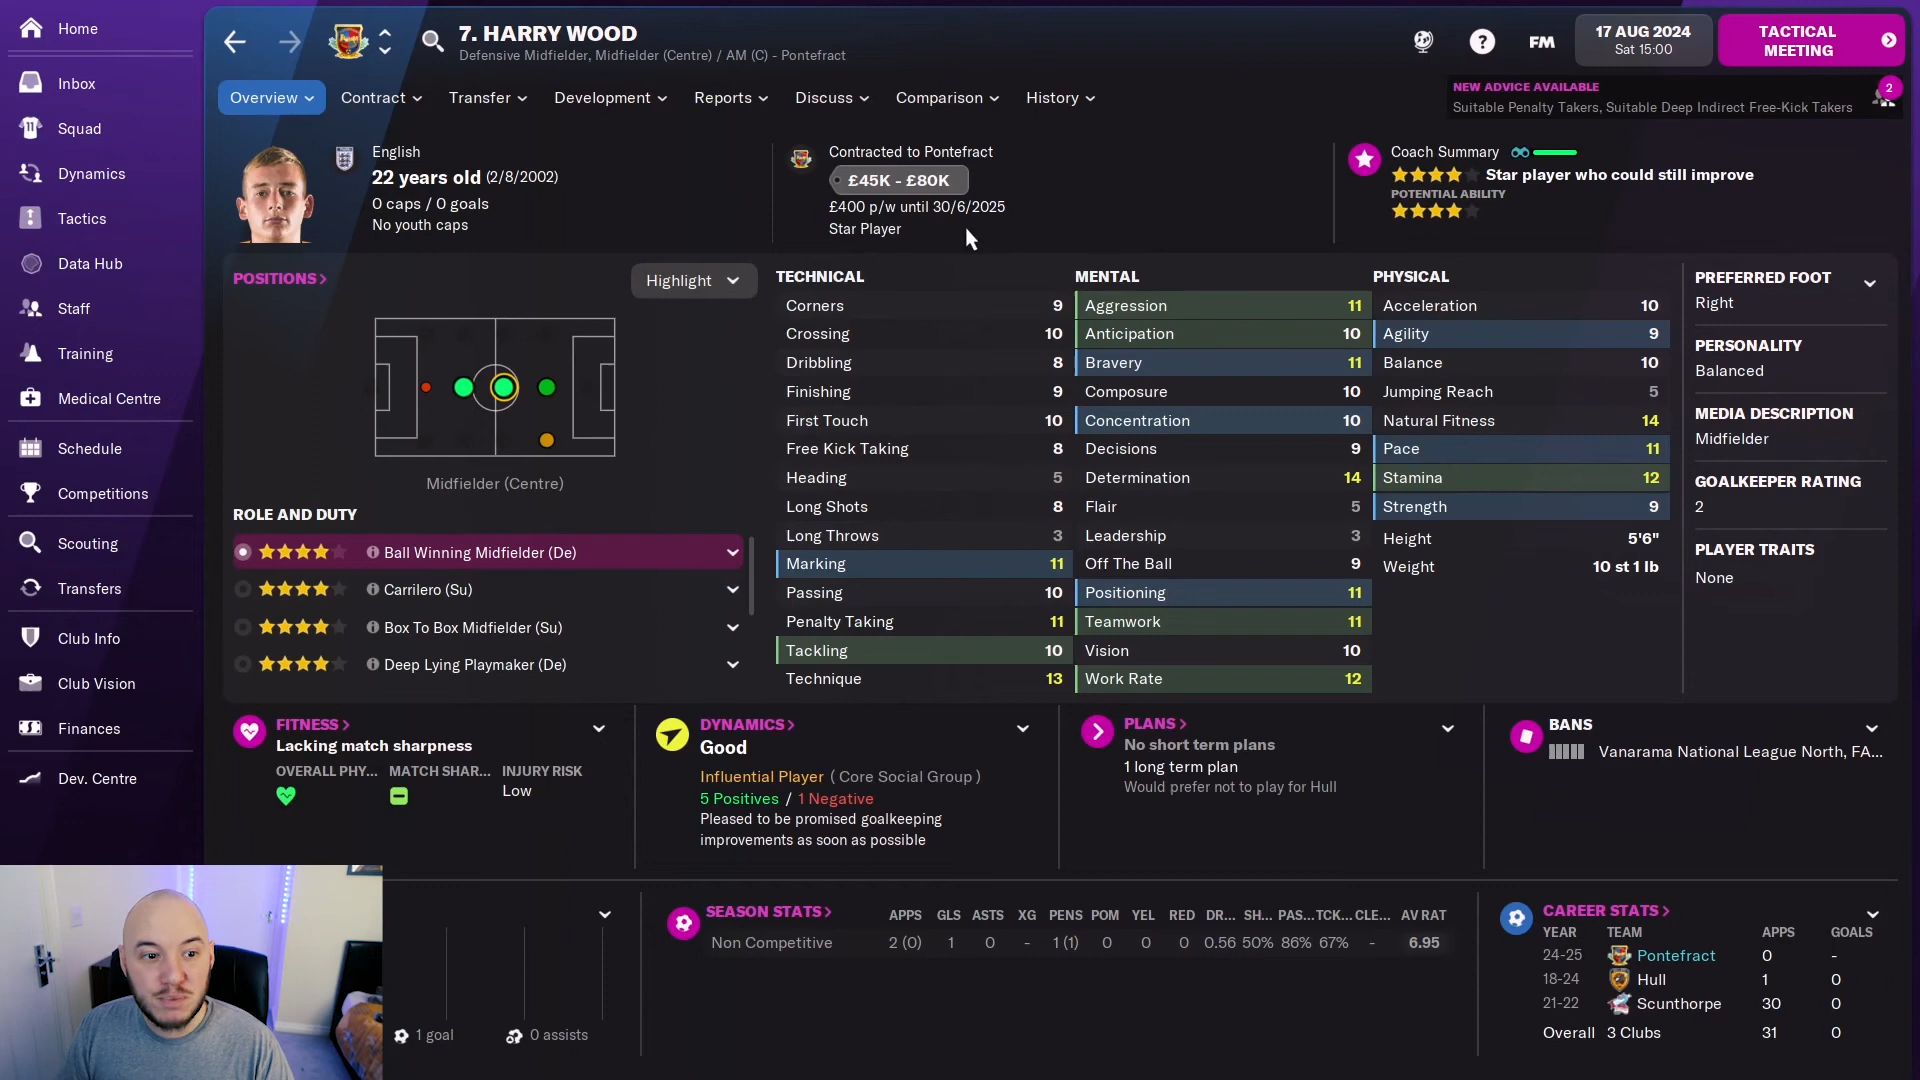 Home
Inbox
Squad
Dynamics
Tactics
Data Hub
Staff
Training
Medical Centre
Schedule
Competitions
Scouting
Transfers
Club Info
Club Vision
Finances
Dev. Centre
7. HARRY WOOD
Defensive Midfielder, Midfielder (Centre) / AM (C) - Pontefract
?
FM
17 AUG 2024
Sat 15:00
TACTICAL
MEETING
Overview
Contract
Transfer
Development
Reports
Discuss
Comparison
History
NEW ADVICE AVAILABLE
Suitable Penalty Takers, Suitable Deep Indirect Free-Kick Takers
2
English
22 years old (2/8/2002)
0 caps / 0 goals
No youth caps
Contracted to Pontefract
£45K - £80K
£400 p/w until 30/6/2025
Star Player
Coach Summary
Star player who could still improve
POTENTIAL ABILITY
POSITIONS >
Highlight
Midfielder (Centre)
ROLE AND DUTY
Ball Winning Midfielder (De)
Carrilero (Su)
Box To Box Midfielder (Su)
Deep Lying Playmaker (De)
TECHNICAL
Corners 9
Crossing 10
Dribbling 8
Finishing 9
First Touch 10
Free Kick Taking 8
Heading 5
Long Shots 8
Long Throws 3
Marking 11
Passing 10
Penalty Taking 11
Tackling 10
Technique 13
MENTAL
Aggression 11
Anticipation 10
Bravery 11
Composure 10
Concentration 10
Decisions 9
Determination 14
Flair 5
Leadership 3
Off The Ball 9
Positioning 11
Teamwork 11
Vision 10
Work Rate 12
PHYSICAL
Acceleration 10
Agility 9
Balance 10
Jumping Reach 5
Natural Fitness 14
Pace 11
Stamina 12
Strength 9
Height 5'6"
Weight 10 st 1 lb
PREFERRED FOOT
Right
PERSONALITY
Balanced
MEDIA DESCRIPTION
Midfielder
GOALKEEPER RATING
2
PLAYER TRAITS
None
FITNESS >
Lacking match sharpness
OVERALL PHY... MATCH SHAR... INJURY RISK
Low
DYNAMICS >
Good
Influential Player ( Core Social Group )
5 Positives / 1 Negative
Pleased to be promised goalkeeping
improvements as soon as possible
PLANS >
No short term plans
1 long term plan
Would prefer not to play for Hull
BANS
Vanarama National League North, FA...
1 goal
0 assists
SEASON STATS > APPS GLS ASTS XG PENS POM YEL RED DR... SH... PAS... TCK... CLE... AV RAT
Non Competitive 2 (0) 1 0 - 1 (1) 0 0 0 0.56 50% 86% 67% - 6.95
CAREER STATS >
YEAR TEAM APPS GOALS
24-25 Pontefract 0 -
18-24 Hull 1 0
21-22 Scunthorpe 30 0
Overall 3 Clubs 31 0